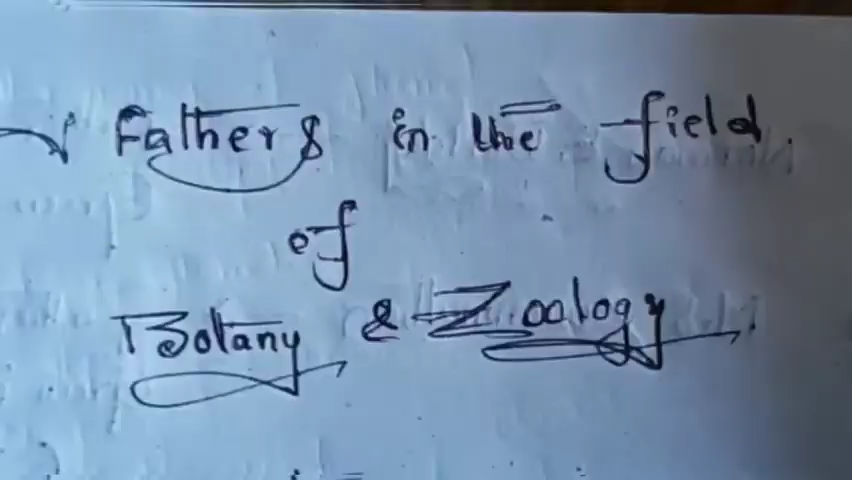 Fathers in the field.
of
Botany & Zoology